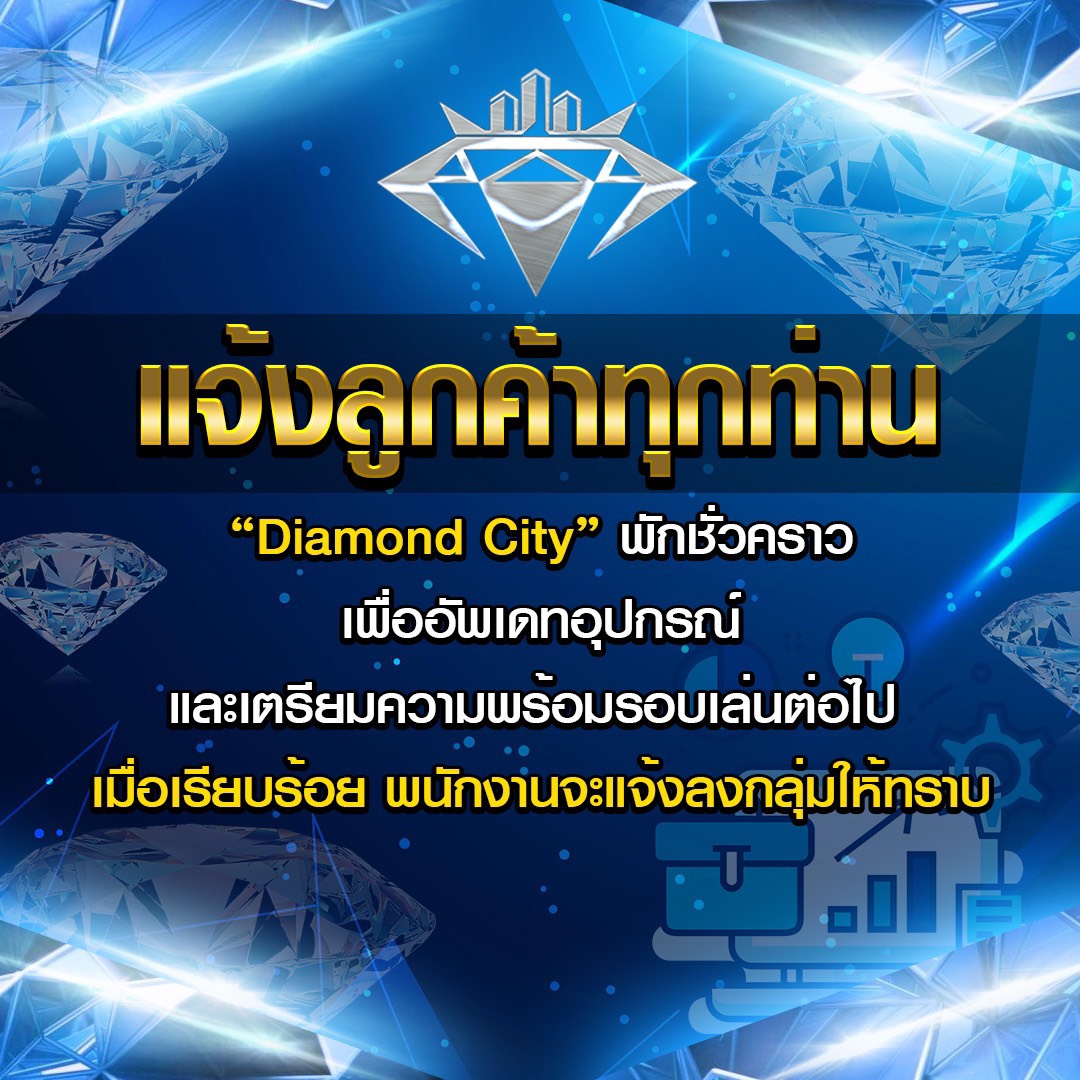 แจ้งลูกค้าทุกท่าน
“Diamond City” พักชั่วคราว
เพื่ออัพเดทอุปกรณ์
และเตรียมความพร้อมรอบเล่นต่อไป
เมื่อเรียบร้อย พนักงานจะแจ้งลงกลุ่มให้ทราบ